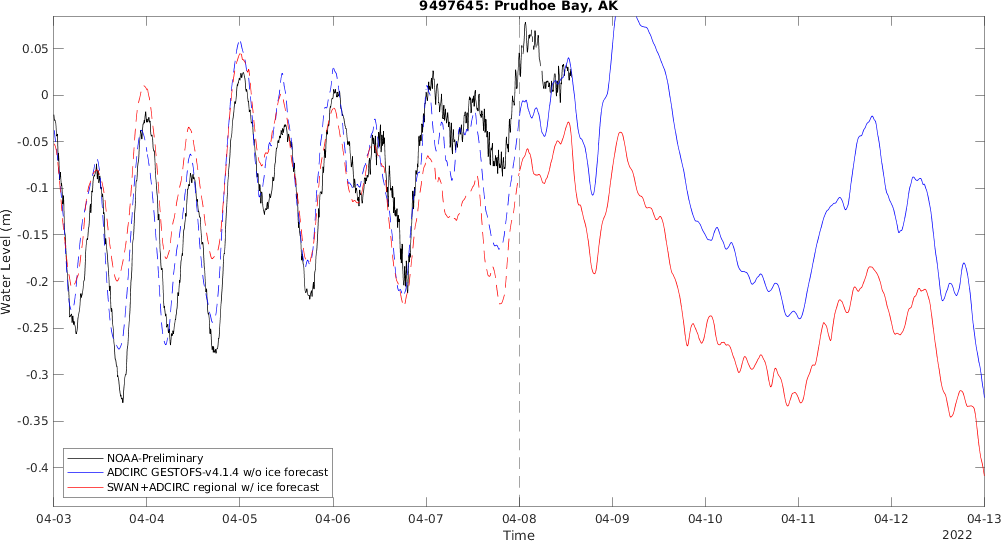 9497645: Prudhoe Bay, AK
0.05
0
-0.05
-0.1
-0.15
-0.2
-0.25
-0.3
-0.35
-0.4
Water Level (m)
NOAA-Preliminary
ADCIRC GESTOFS-v4.1.4 w/o ice forecast
SWAN+ADCIRC regional w/ ice forecast
04-03 04-04 04-05 04-06 04-07 04-08 04-09 04-10 04-11 04-12 04-13
Time
2022